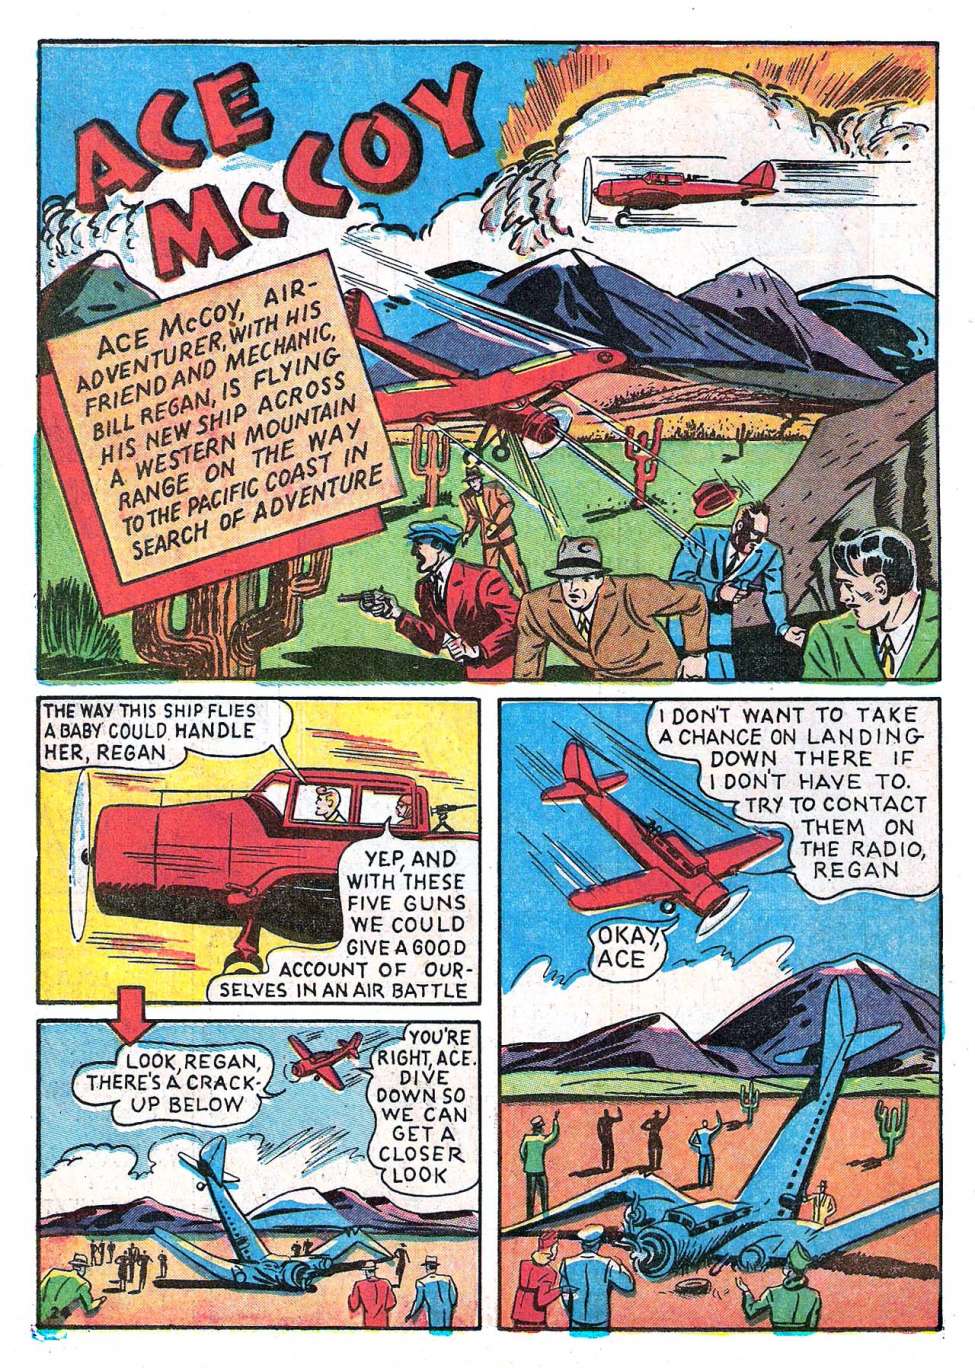 ACE
McCOY
ACE McCOY, AIR-
ADVENTURER, WITH HIS
FRIEND AND MECHANIC,
BILL REGAN, IS FLYING
HIS NEW SHIP ACROSS
A WESTERN MOUNTAIN
RANGE ON THE WAY
TO THE PACIFIC COAST IN
SEARCH OF ADVENTURE
THE WAY THIS SHIP FLIES
A BABY COULD HANDLE
HER, REGAN
YEP, AND
WITH THESE
FIVE GUNS
WE COULD
GIVE A GOOD
ACCOUNT OF OUR-
SELVES IN AN AIR BATTLE
LOOK, REGAN,
THERE'S A CRACK-
UP BELOW
YOU'RE
RIGHT, ACE.
DIVE
DOWN SO
WE CAN
GET A
CLOSER
LOOK
24
I DON'T WANT TO TAKE
A CHANCE ON LANDING
DOWN THERE IF
I DON'T HAVE TO.
TRY TO CONTACT
THEM ON
THE RADIO,
REGAN
OKAY,
ACE